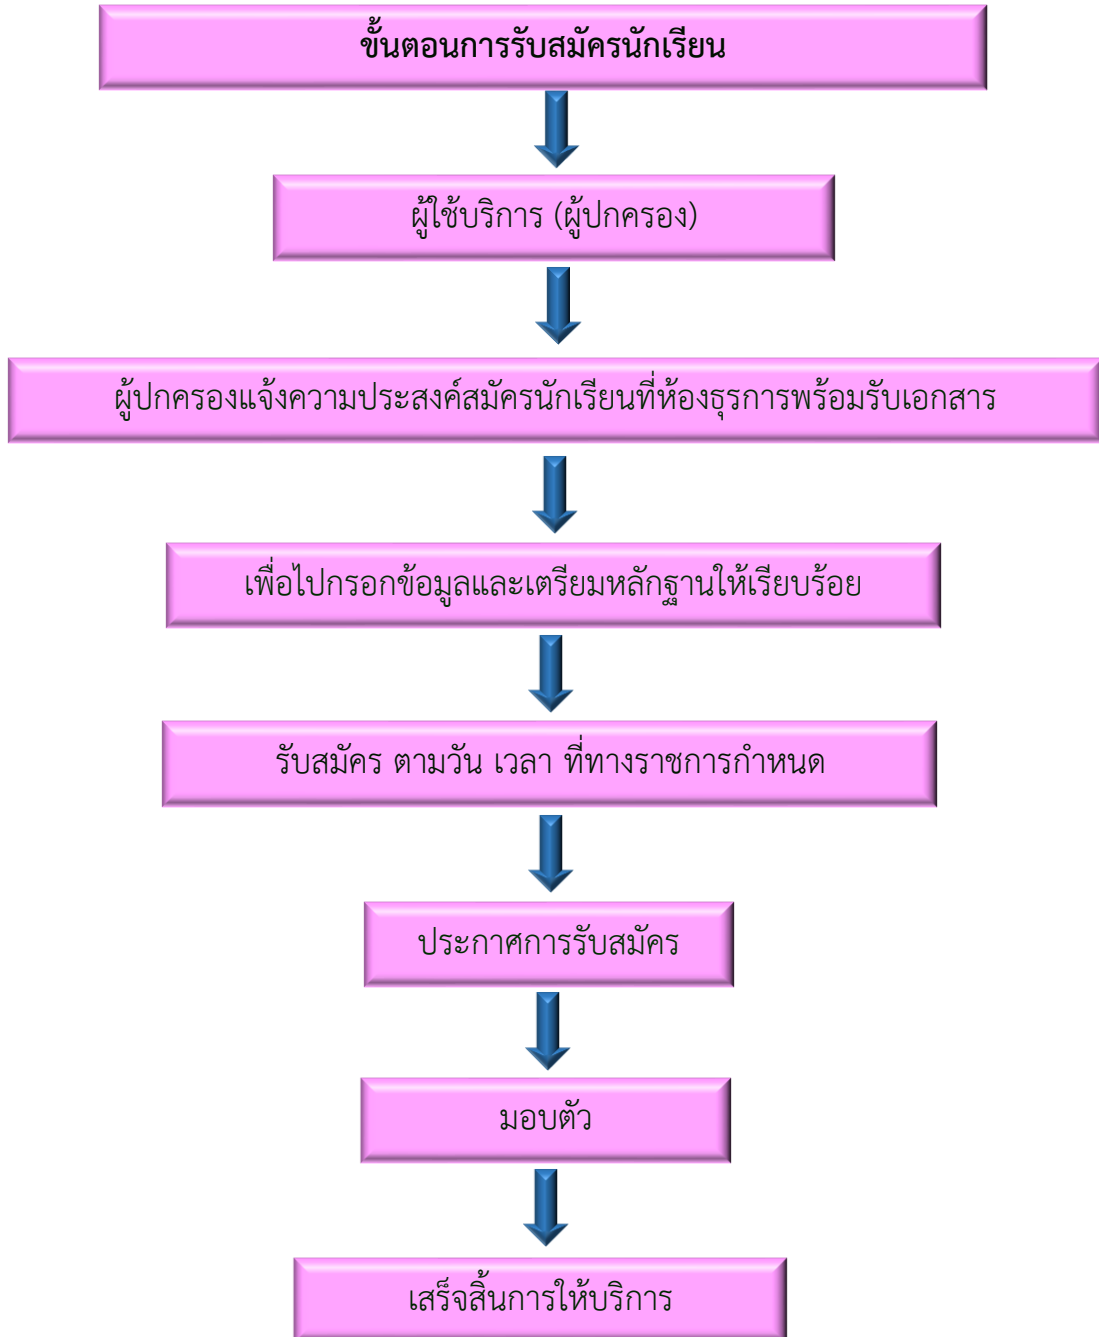 ขั้นตอนการรับสมัครนักเรียน
ผู้ใช้บริการ (ผู้ปกครอง)
ผู้ปกครองแจ้งความประสงค์สมัครนักเรียนที่ห้องธุรการพร้อมรับเอกสาร
เพื่อไปกรอกข้อมูลและเตรียมหลักฐานให้เรียบร้อย
รับสมัคร ตามวัน เวลา ที่ทางราชการกำหนด
ประกาศการรับสมัคร
มอบตัว
เสร็จสิ้นการให้บริการ